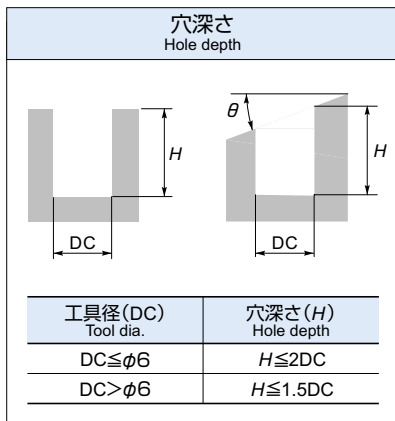 穴深さ
Hole depth
θ
H
H
DC
DC
工具径(DC)
Tool dia.
穴深さ(H)
Hole depth
DC≦φ6
H≦2DC
DC＞φ6
H≦1.5DC